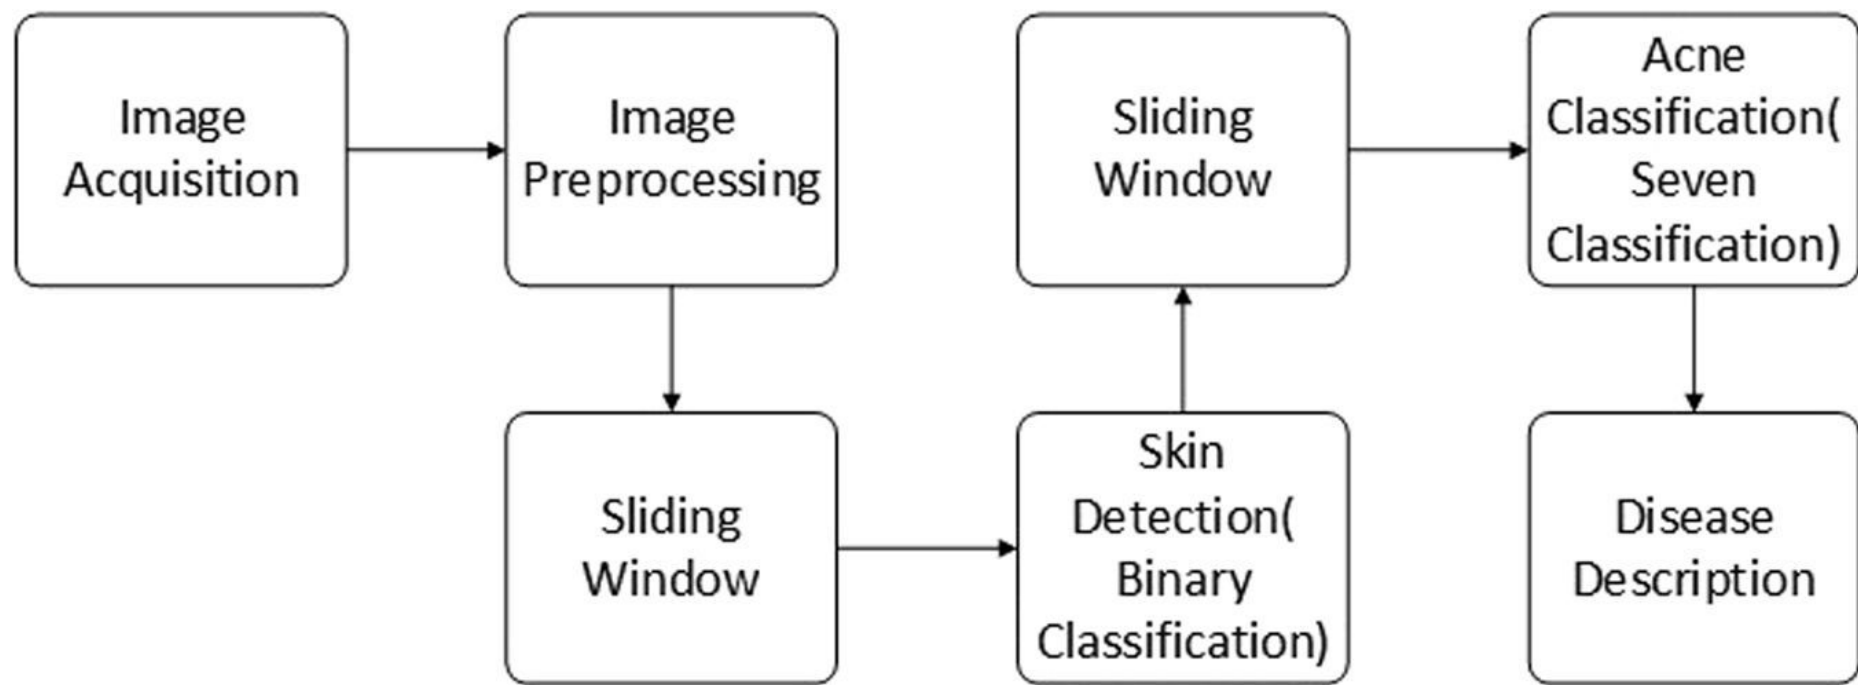 Image
Acquisition
Image
Preprocessing
Sliding
Window
Skin
Detection(
Binary
Classification)
Sliding
Window
Acne
Classification(
Seven
Classification)
Disease
Description